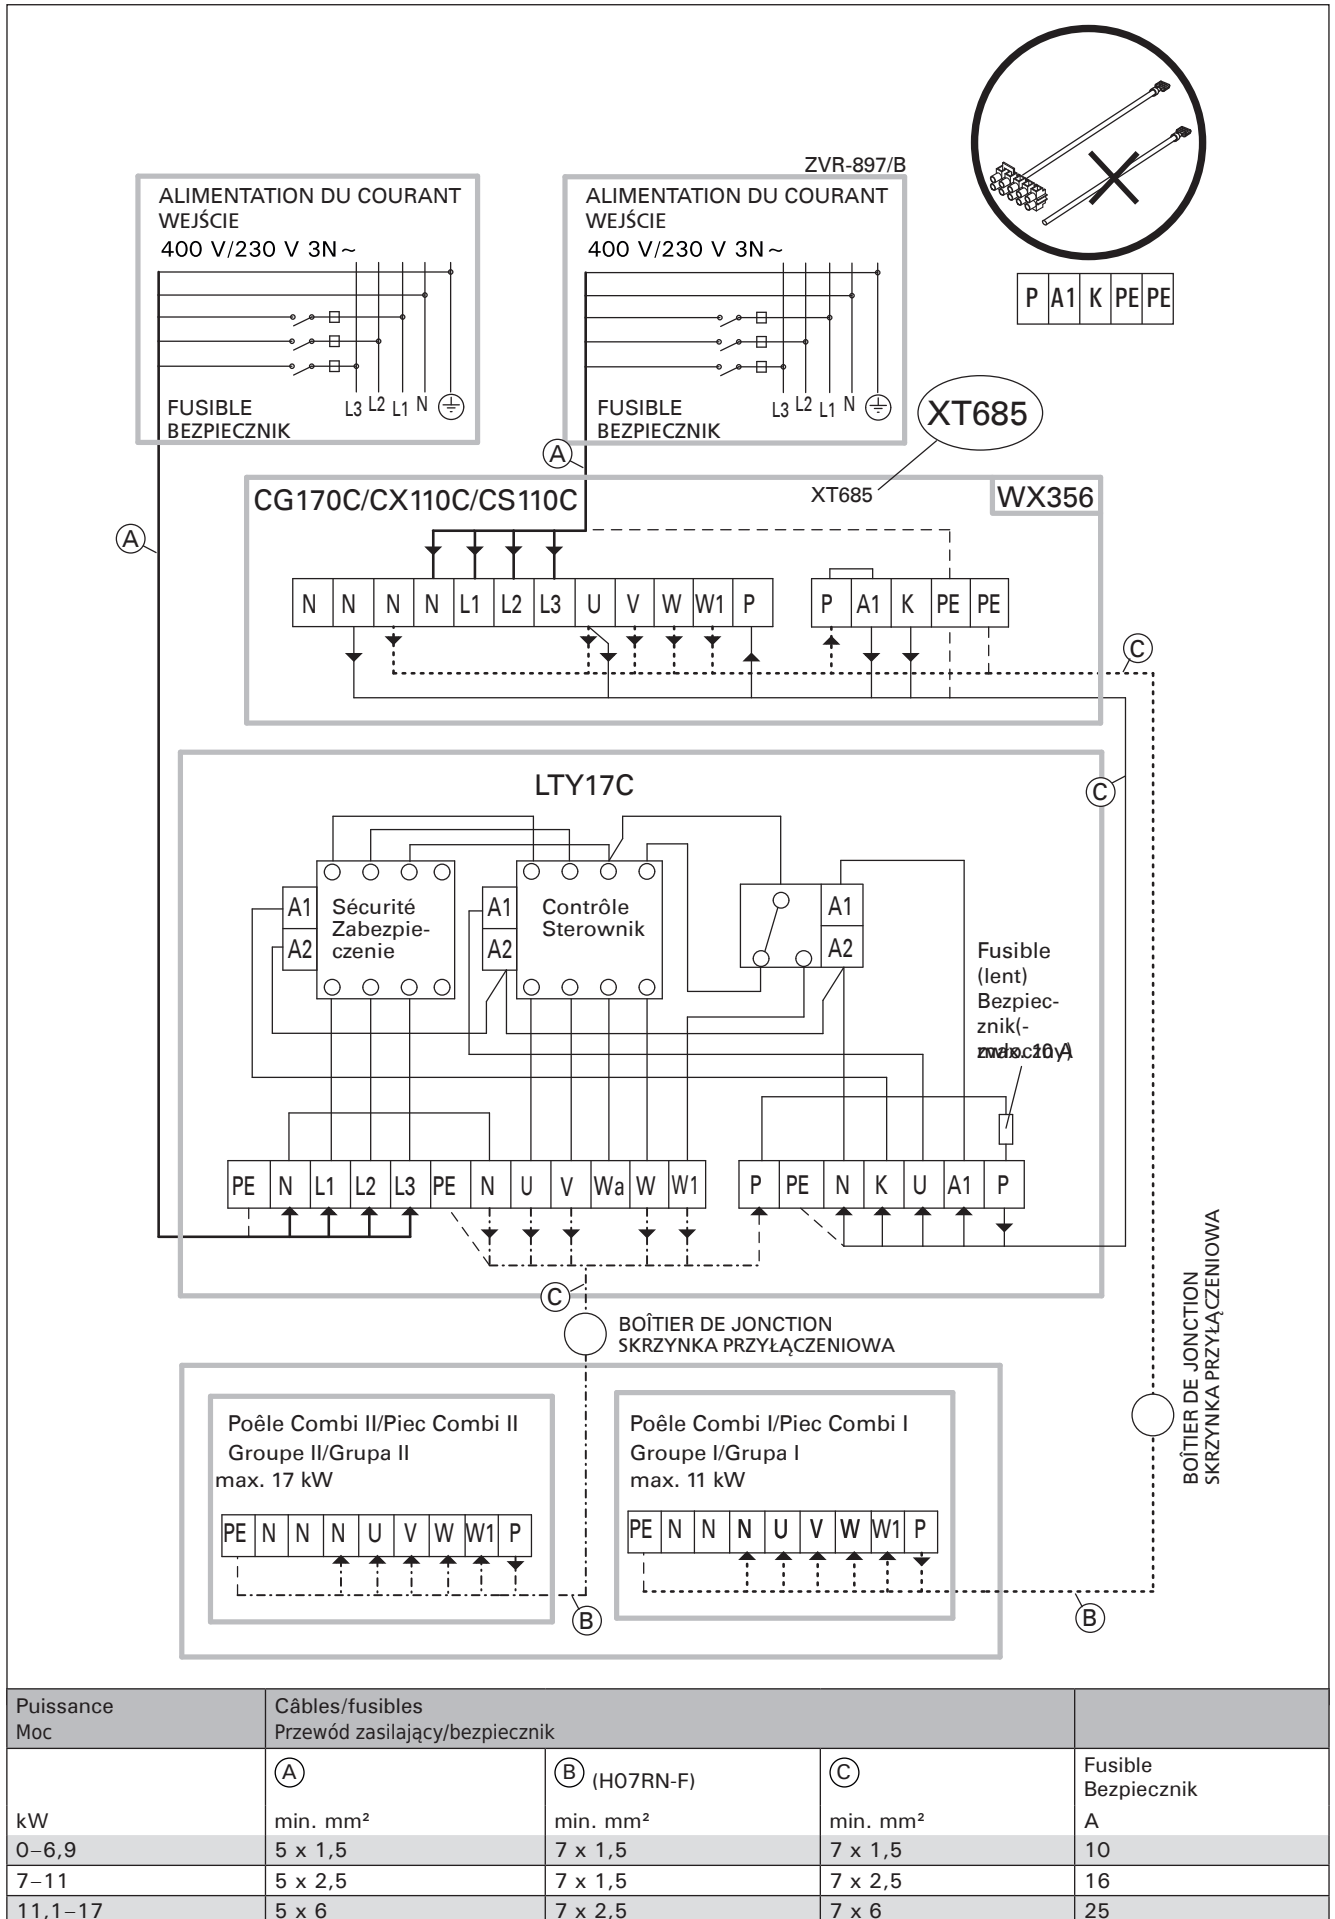 ZVR-897/B
ALIMENTATION DU COURANT
WEJŚCIE
400 V/230 V 3N~
L3 L2 L1 N
FUSIBLE
BEZPIECZNIK
ALIMENTATION DU COURANT
WEJŚCIE
400 V/230 V 3N~
L3 L2 L1 N
FUSIBLE
BEZPIECZNIK
P A1 K PE PE
XT685
A
A
CG170C/CX110C/CS110C
XT685
WX356
N N N N L1 L2 L3 U V W W1 P
P A1 K PE PE
C
LTY17C
C
A1
A2
Sécurité
Zabezpie-
czenie
A1
A2
Contrôle
Sterownik
A1
A2
Fusible
(lent)
Bezpiec-
znik(-
PE N L1 L2 L3 PE N U V Wa W W1
P PE N K U A1 P
C
BOÎTIER DE JONCTION
SKRZYNKA PRZYŁĄCZENIOWA
BOÎTIER DE JONCTION
SKRZYNKA PRZYŁĄCZENIOWA
Poêle Combi II/Piec Combi II
Groupe II/Grupa II
max. 17 kW
PE N N N U V W W1 P
B
Poêle Combi I/Piec Combi I
Groupe I/Grupa I
max. 11 kW
PE N N N U V W W1 P
B
Puissance
Moc
Câbles/fusibles
Przewód zasilający/bezpiecznik
A
B (H07RN-F)
C
Fusible
Bezpiecznik
kW min. mm² min. mm² min. mm² A
0–6,9 5 x 1,5 7 x 1,5 7 x 1,5 10
7–11 5 x 2,5 7 x 1,5 7 x 2,5 16
11,1–17 5 x 6 7 x 2,5 7 x 6 25